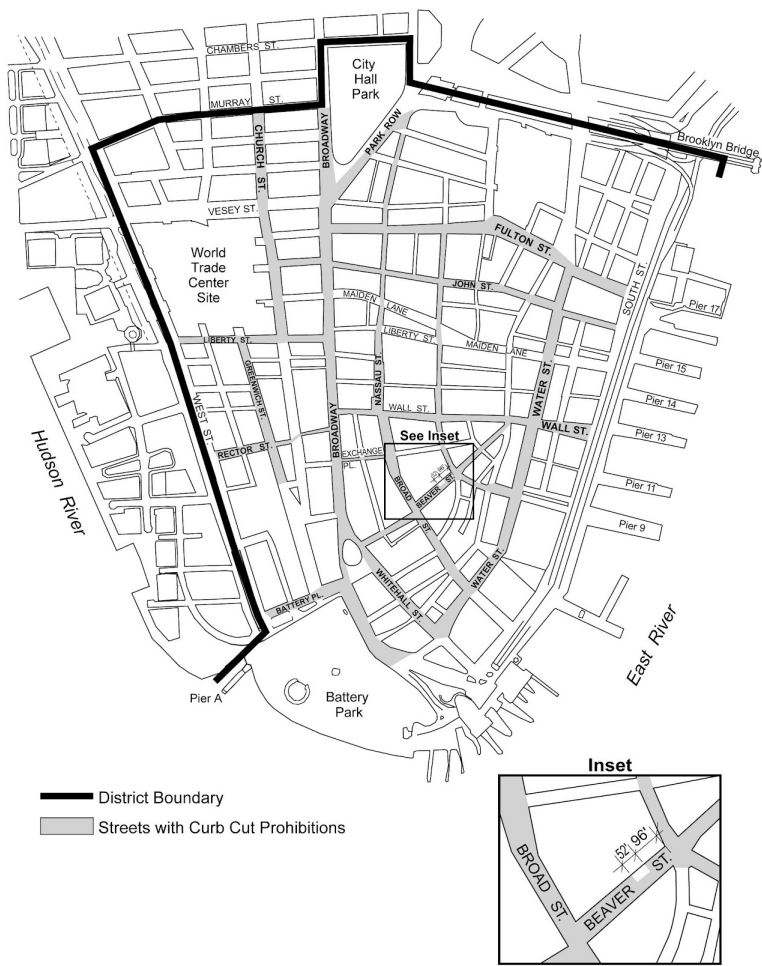 CHAMBERS ST.
City
Hall
Park
MURRAY ST.
CHURCH ST.
BROADWAY
PARK ROW
Brooklyn Bridge
VESEY ST.
FULTON ST.
World
Trade
Center
Site
JOHN ST.
SOUTH ST.
MAIDEN LANE
Pier 17
LIBERTY ST.
LIBERTY ST.
MAIDEN LANE
GREENWICH ST.
NASSAU ST.
WATER ST.
Pier 15
WEST ST.
WALL ST.
Pier 14
BROADWAY
WALL ST.
See Inset
Pier 13
Hudson River
RECTOR ST.
EXCHANGE
PL.
52' 96'
BROAD ST.
BEAVER ST.
Pier 11
Pier 9
WHITEHALL ST.
WATER ST.
BATTERY PL.
East River
Pier A
Battery
Park
Inset
District Boundary
Streets with Curb Cut Prohibitions
52' 96'
BROAD ST.
BEAVER ST.